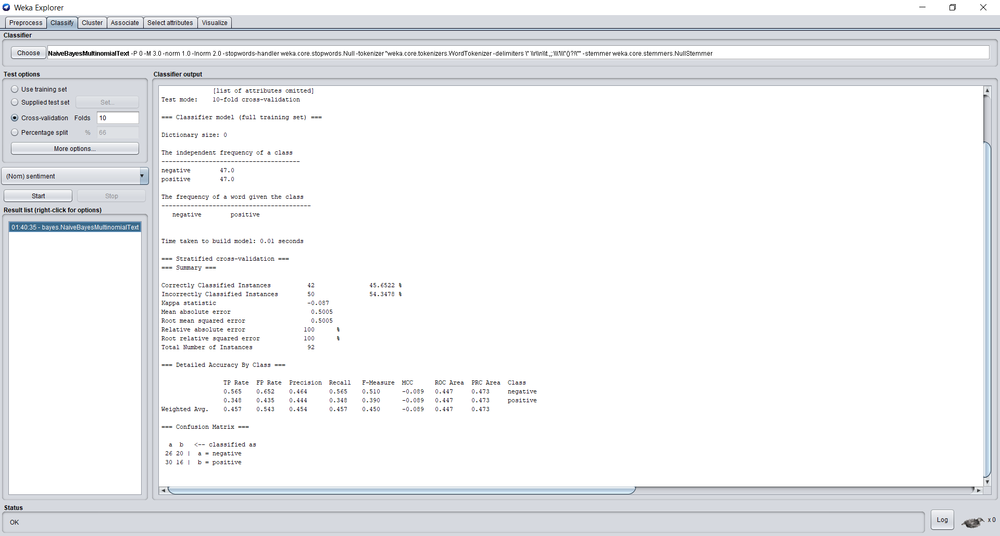 Weka Explorer
Preprocess Classify Cluster Associate Select attributes Visualize
Classifier
Choose NaiveBayesMultinomialText -P 0 -M 3.0 -norm 1.0 -lnorm 2.0 -stopwords-handler weka.core.stopwords.Null -tokenizer "weka.core.tokenizers.WordTokenizer -delimiters \" \\r\\n\\t.,;:\\\'\\\"()?!\"" -stemmer weka.core.stemmers.NullStemmer
Test options
Use training set
Supplied test set Set...
Cross-validation Folds 10
Percentage split % 66
More options...
(Nom) sentiment
Start Stop
Result list (right-click for options)
01:40:35 - bayes.NaiveBayesMultinomialText
Classifier output
[list of attributes omitted]
Test mode: 10-fold cross-validation
=== Classifier model (full training set) ===
Dictionary size: 0
The independent frequency of a class
--------------------------------------
negative 47.0
positive 47.0
The frequency of a word given the class
-----------------------------------------
negative positive
Time taken to build model: 0.01 seconds
=== Stratified cross-validation ===
=== Summary ===
Correctly Classified Instances 42 45.6522 %
Incorrectly Classified Instances 50 54.3478 %
Kappa statistic -0.087
Mean absolute error 0.5005
Root mean squared error 0.5005
Relative absolute error 100 %
Root relative squared error 100 %
Total Number of Instances 92
=== Detailed Accuracy By Class ===
TP Rate FP Rate Precision Recall F-Measure MCC ROC Area PRC Area Class
0.565 0.652 0.464 0.565 0.510 -0.089 0.447 0.473 negative
0.348 0.435 0.444 0.348 0.390 -0.089 0.447 0.473 positive
Weighted Avg. 0.457 0.543 0.454 0.457 0.450 -0.089 0.447 0.473
=== Confusion Matrix ===
a b <-- classified as
26 20 | a = negative
30 16 | b = positive
Status
OK
Log
x 0